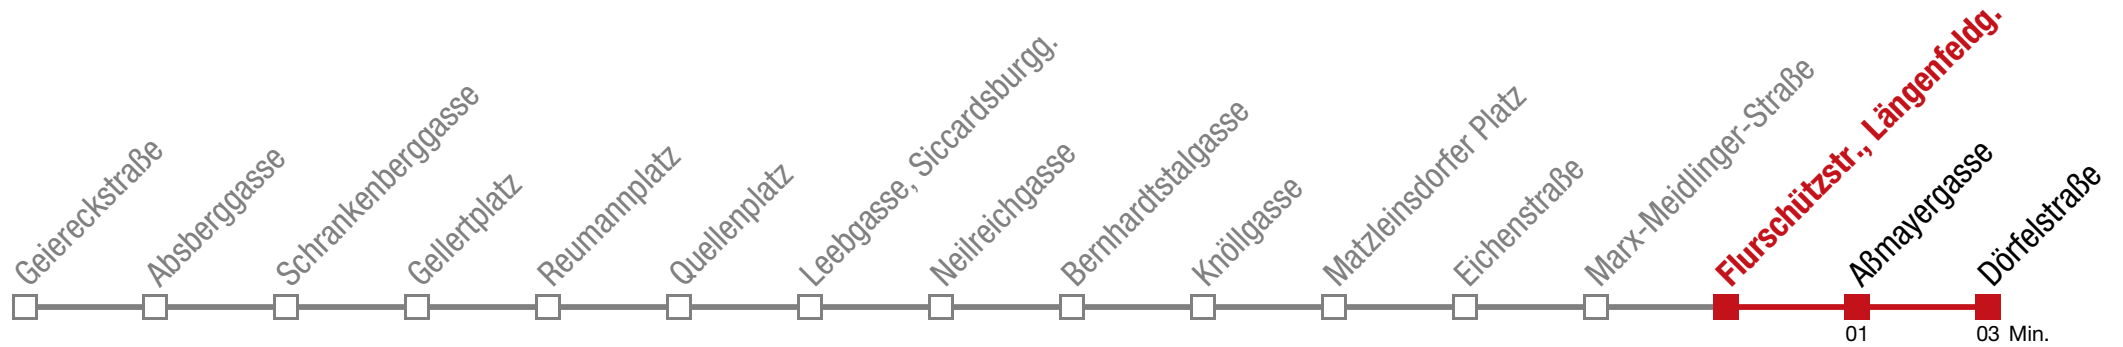 Geiereckstraße
Absberggasse
Schrankenberggasse
Gellertplatz
Reumannplatz
Quellenplatz
Leebgasse, Siccardsburgg.
Neilreichgasse
Bernhardtstalgasse
Knöllgasse
Matzleinsdorfer Platz
Eichenstraße
Marx-Meidlinger-Straße
Flurschützstr., Längenfeldg.
Aßmayergasse
Dörfelstraße
01
03 Min.